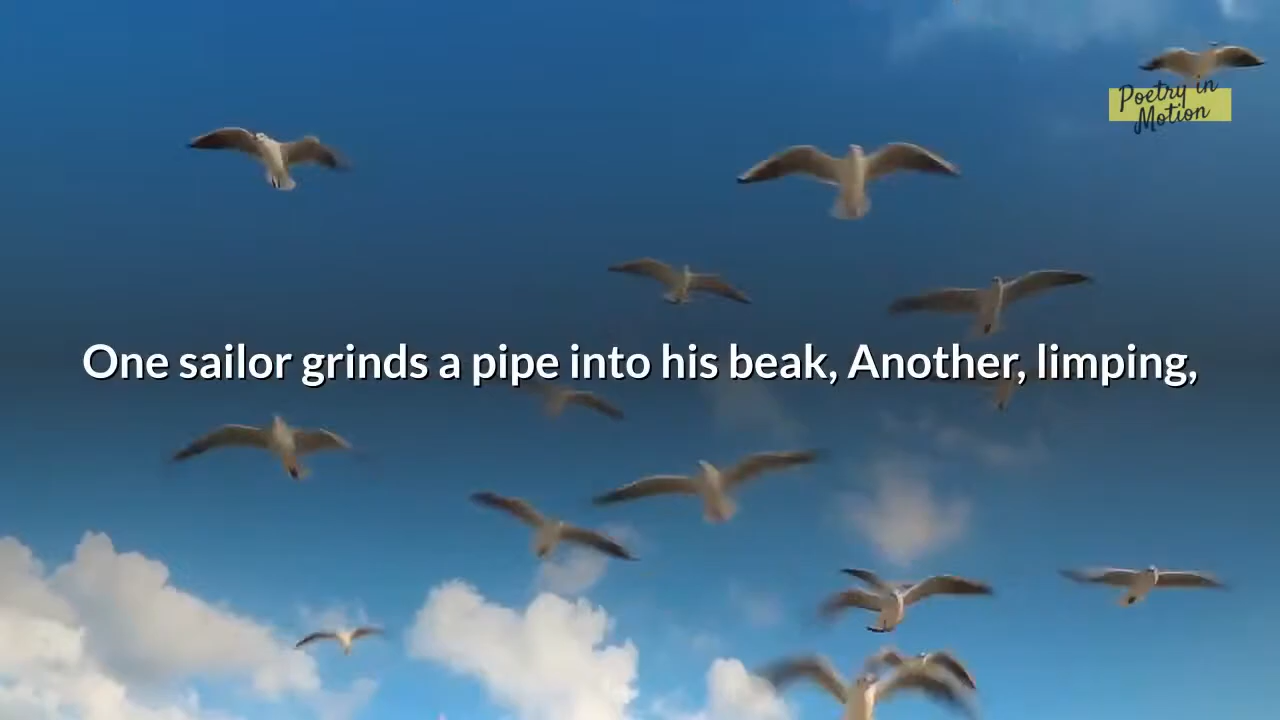 Poetry in
Motion
One sailor grinds a pipe into his beak, Another, limping,